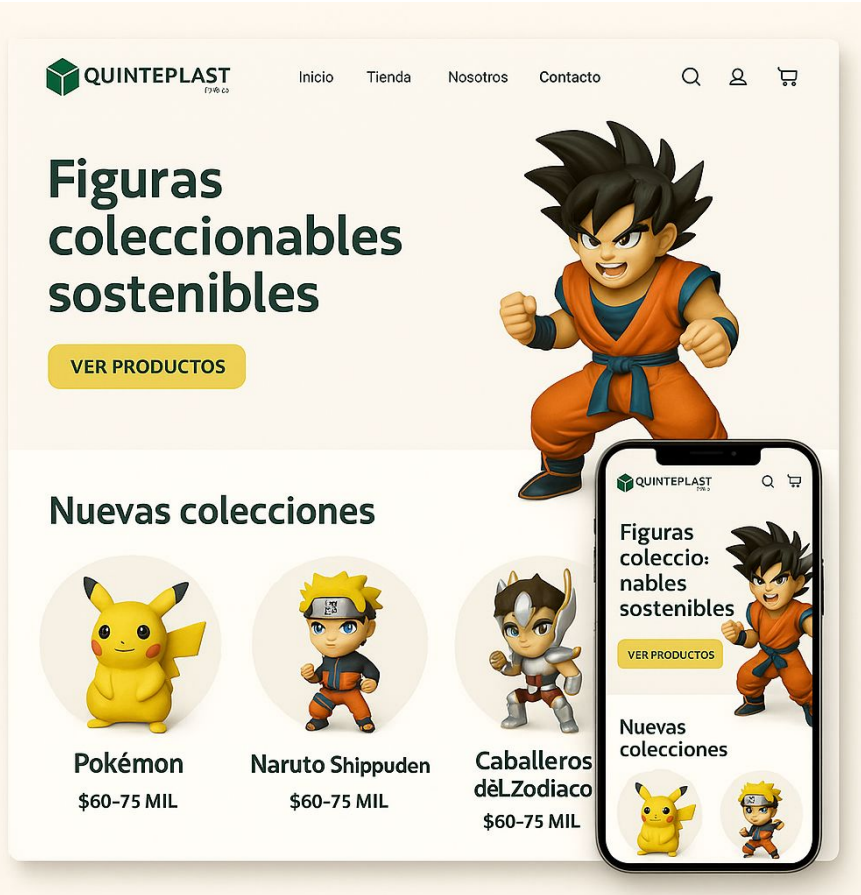 QUINTEPLAST
Inicio Tienda Nosotros Contacto
Figuras
coleccionables
sostenibles
VER PRODUCTOS
Nuevas colecciones
Pokémon
$60-75 MIL
Naruto Shippuden
$60-75 MIL
Caballeros
dèLZodiaco
$60-75 MIL
QUINTEPLAST
Figuras
coleccio:
nables
sostenibles
VER PRODUCTOS
Nuevas
colecciones